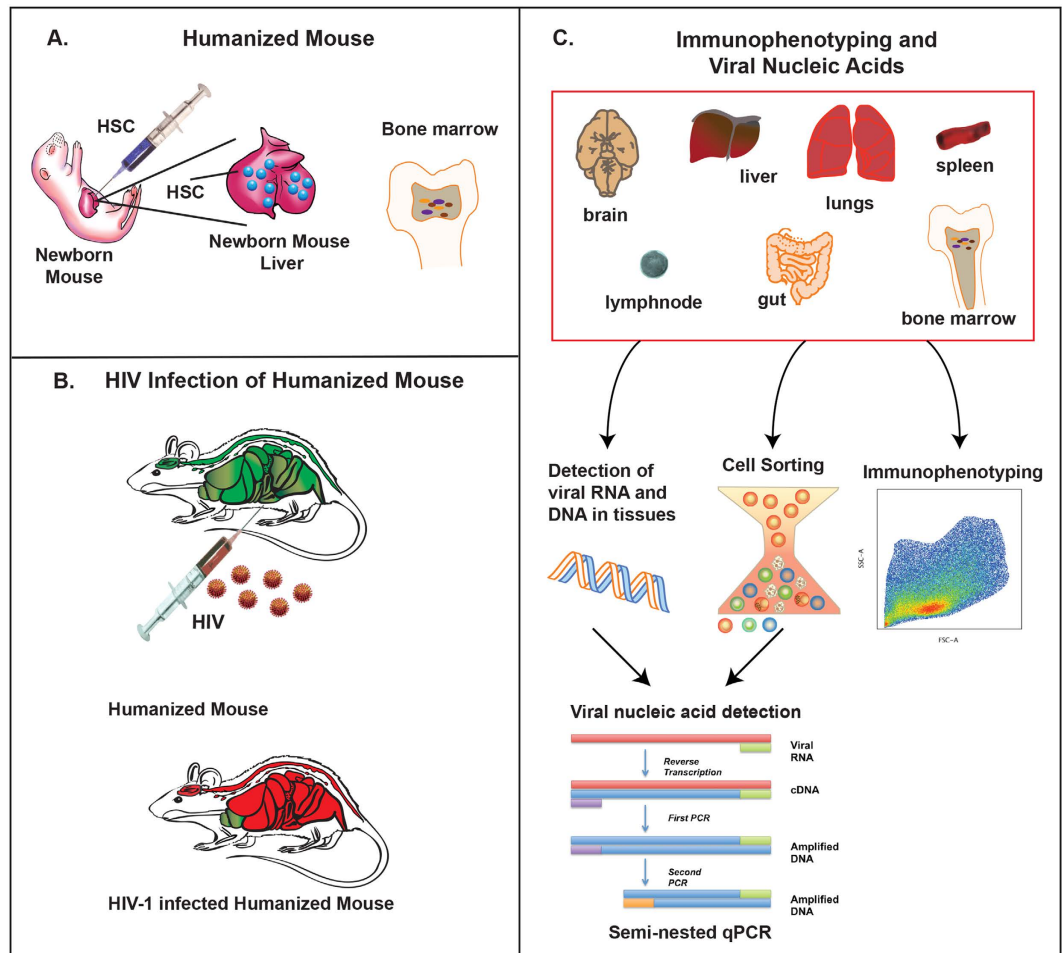 A.
Humanized Mouse
HSC
HSC
Bone marrow
Newborn
Mouse
Newborn Mouse
Liver
B.
HIV Infection of Humanized Mouse
HIV
Humanized Mouse
HIV-1 infected Humanized Mouse
C.
Immunophenotyping and
Viral Nucleic Acids
brain
liver
lungs
spleen
lymphnode
gut
bone marrow
Detection of
viral RNA and
DNA in tissues
Cell Sorting
Immunophenotyping
SSC-A
FSC-A
Viral nucleic acid detection
Viral
RNA
Reverse
Transcription
cDNA
First PCR
Amplified
DNA
Second
PCR
Amplified
DNA
Semi-nested qPCR